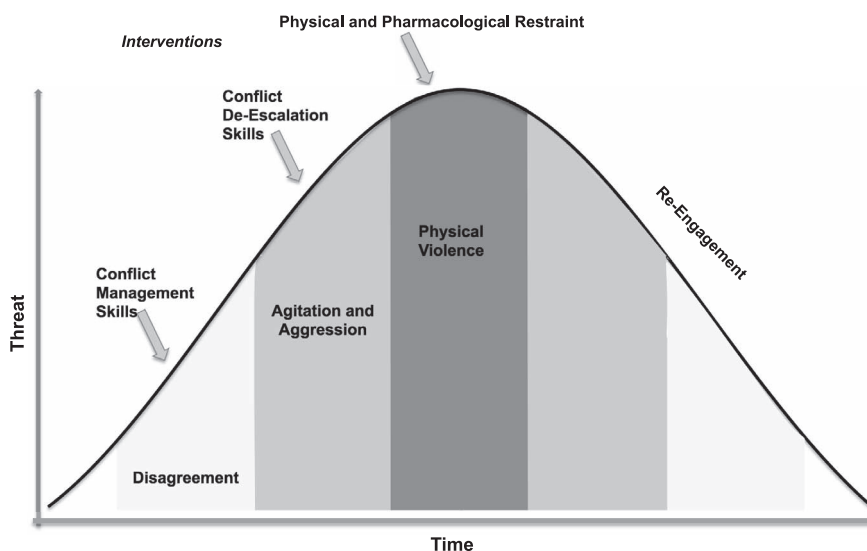 Physical and Pharmacological Restraint
Interventions
Conflict
De-Escalation
Skills
Re-Engagement
Physical
Violence
Conflict
Management
Skills
Agitation and
Aggression
Threat
Disagreement
Time